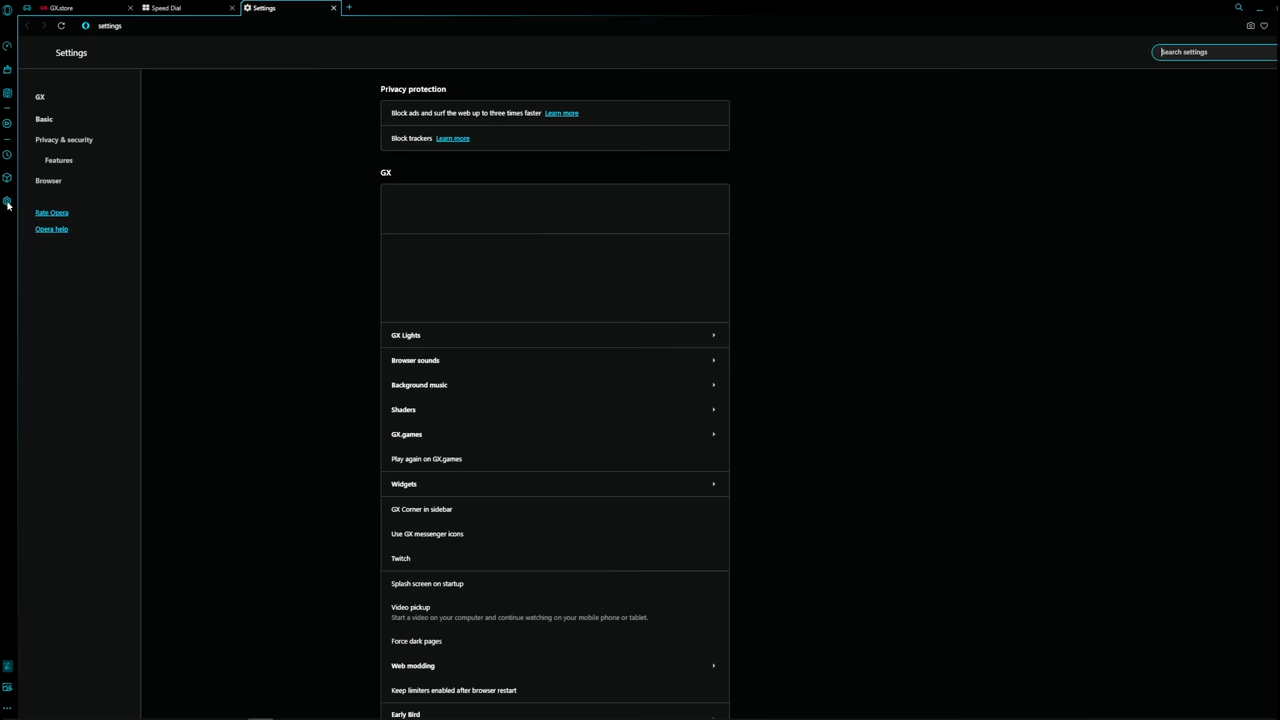 GX.store
Speed Dial
Settings
settings
Settings
Search settings
GX
Basic
Privacy & security
Features
Browser
Rate Opera
Opera help
Privacy protection
Block ads and surf the web up to three times faster Learn more
Block trackers Learn more
GX
GX Lights
Browser sounds
Background music
Shaders
GX.games
Play again on GX.games
Widgets
GX Corner in sidebar
Use GX messenger icons
Twitch
Splash screen on startup
Video pickup
Start a video on your computer and continue watching on your mobile phone or tablet.
Force dark pages
Web modding
Keep limiters enabled after browser restart
Early Bird